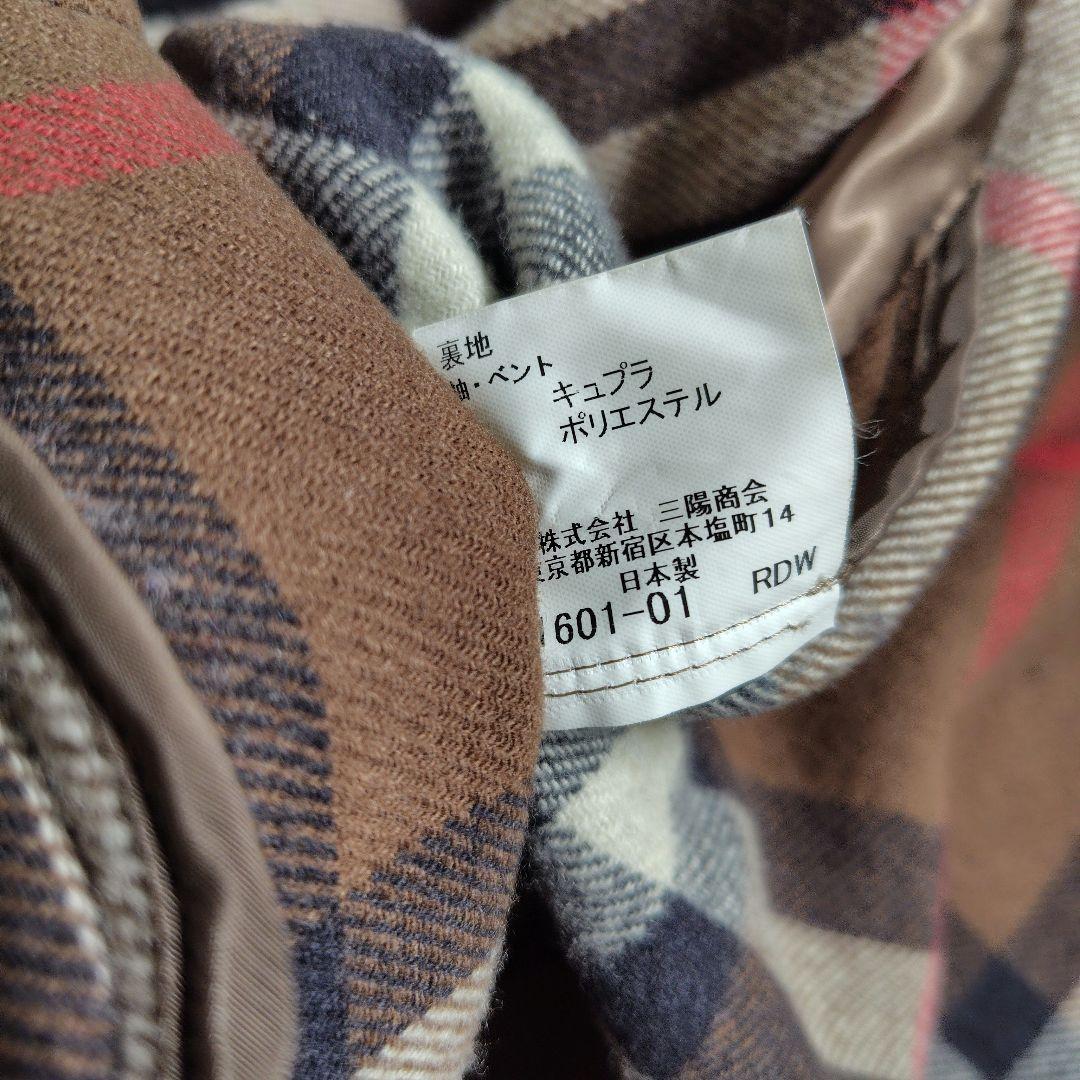 裏地
袖・ベント
キュプラ
ポリエステル
株式会社 三陽商会
東京都新宿区本塩町14
日本製
601-01 RDW